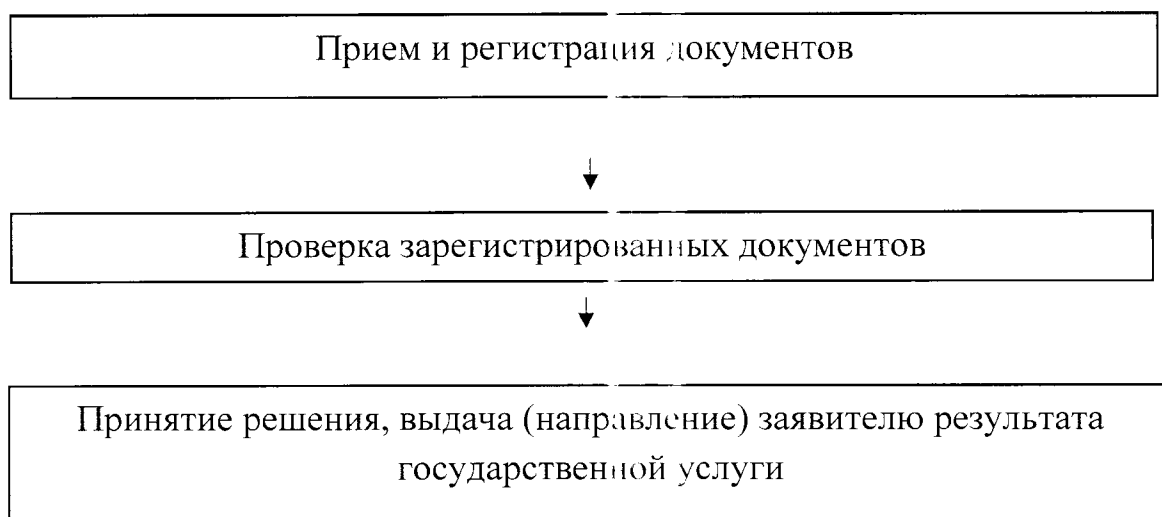 Прием и регистрация документов
Проверка зарегистрированных документов
Принятие решения, выдача (направление) заявителю результата
государственной услуги